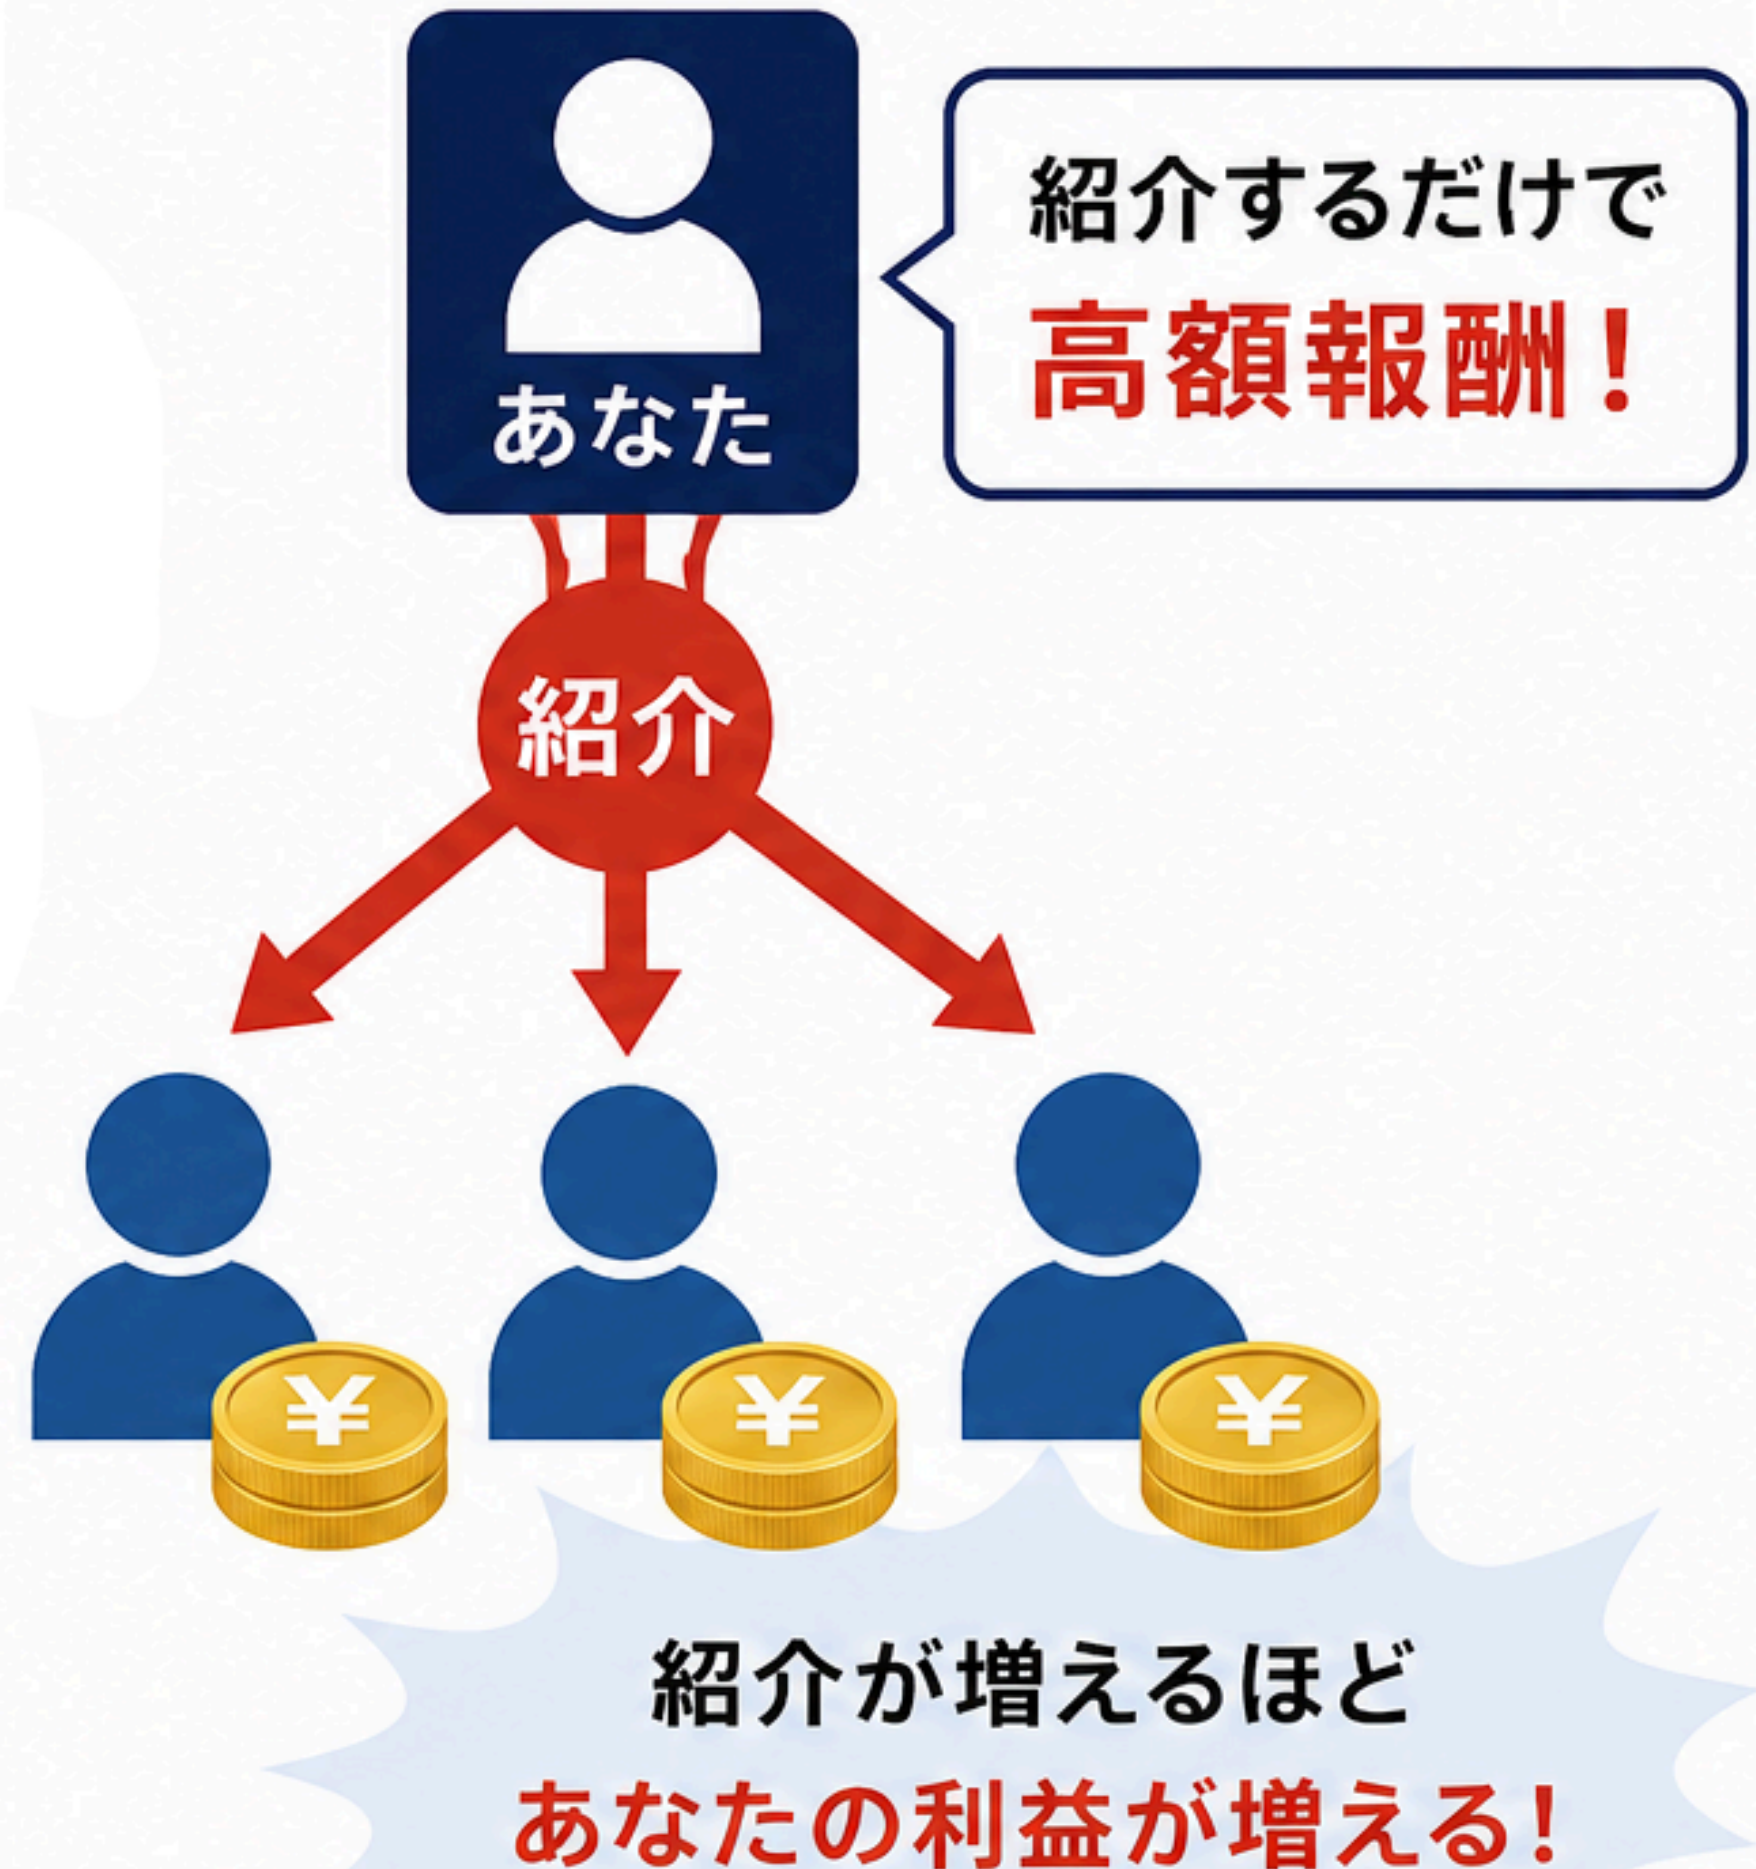 あなた
紹介するだけで
高額報酬！
紹介
¥
¥
¥
紹介が増えるほど
あなたの利益が増える！